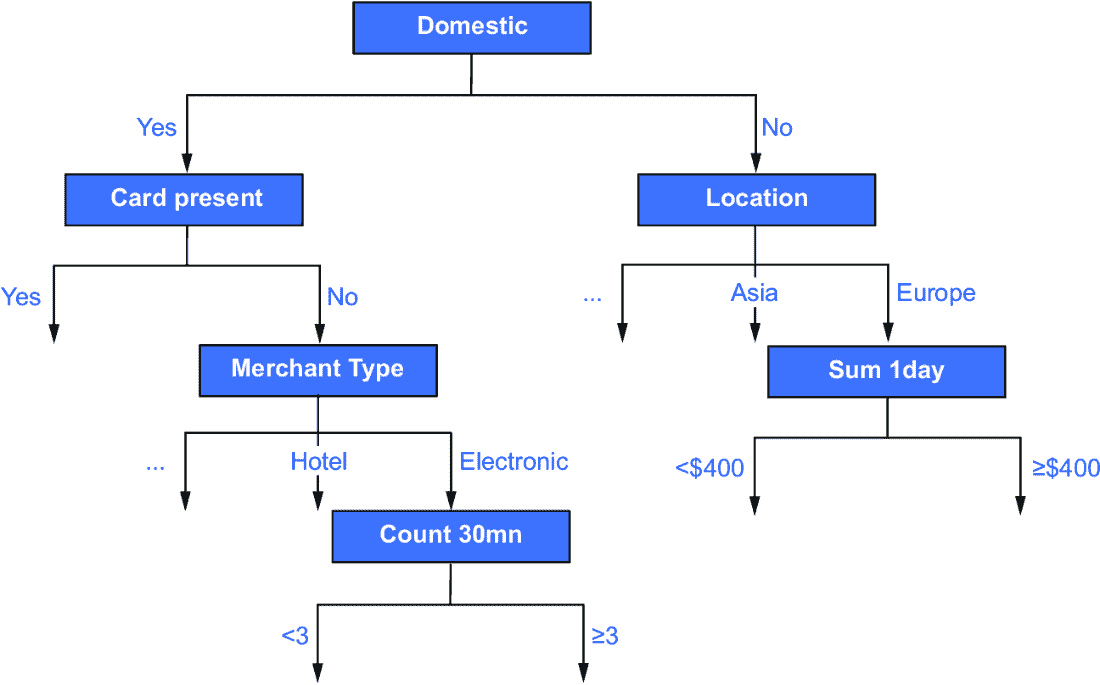 Domestic
Yes
No
Card present
Location
Yes
No
...
Asia
Europe
Merchant Type
Sum 1day
...
Hotel
Electronic
<$400
≥$400
Count 30mn
<3
≥3